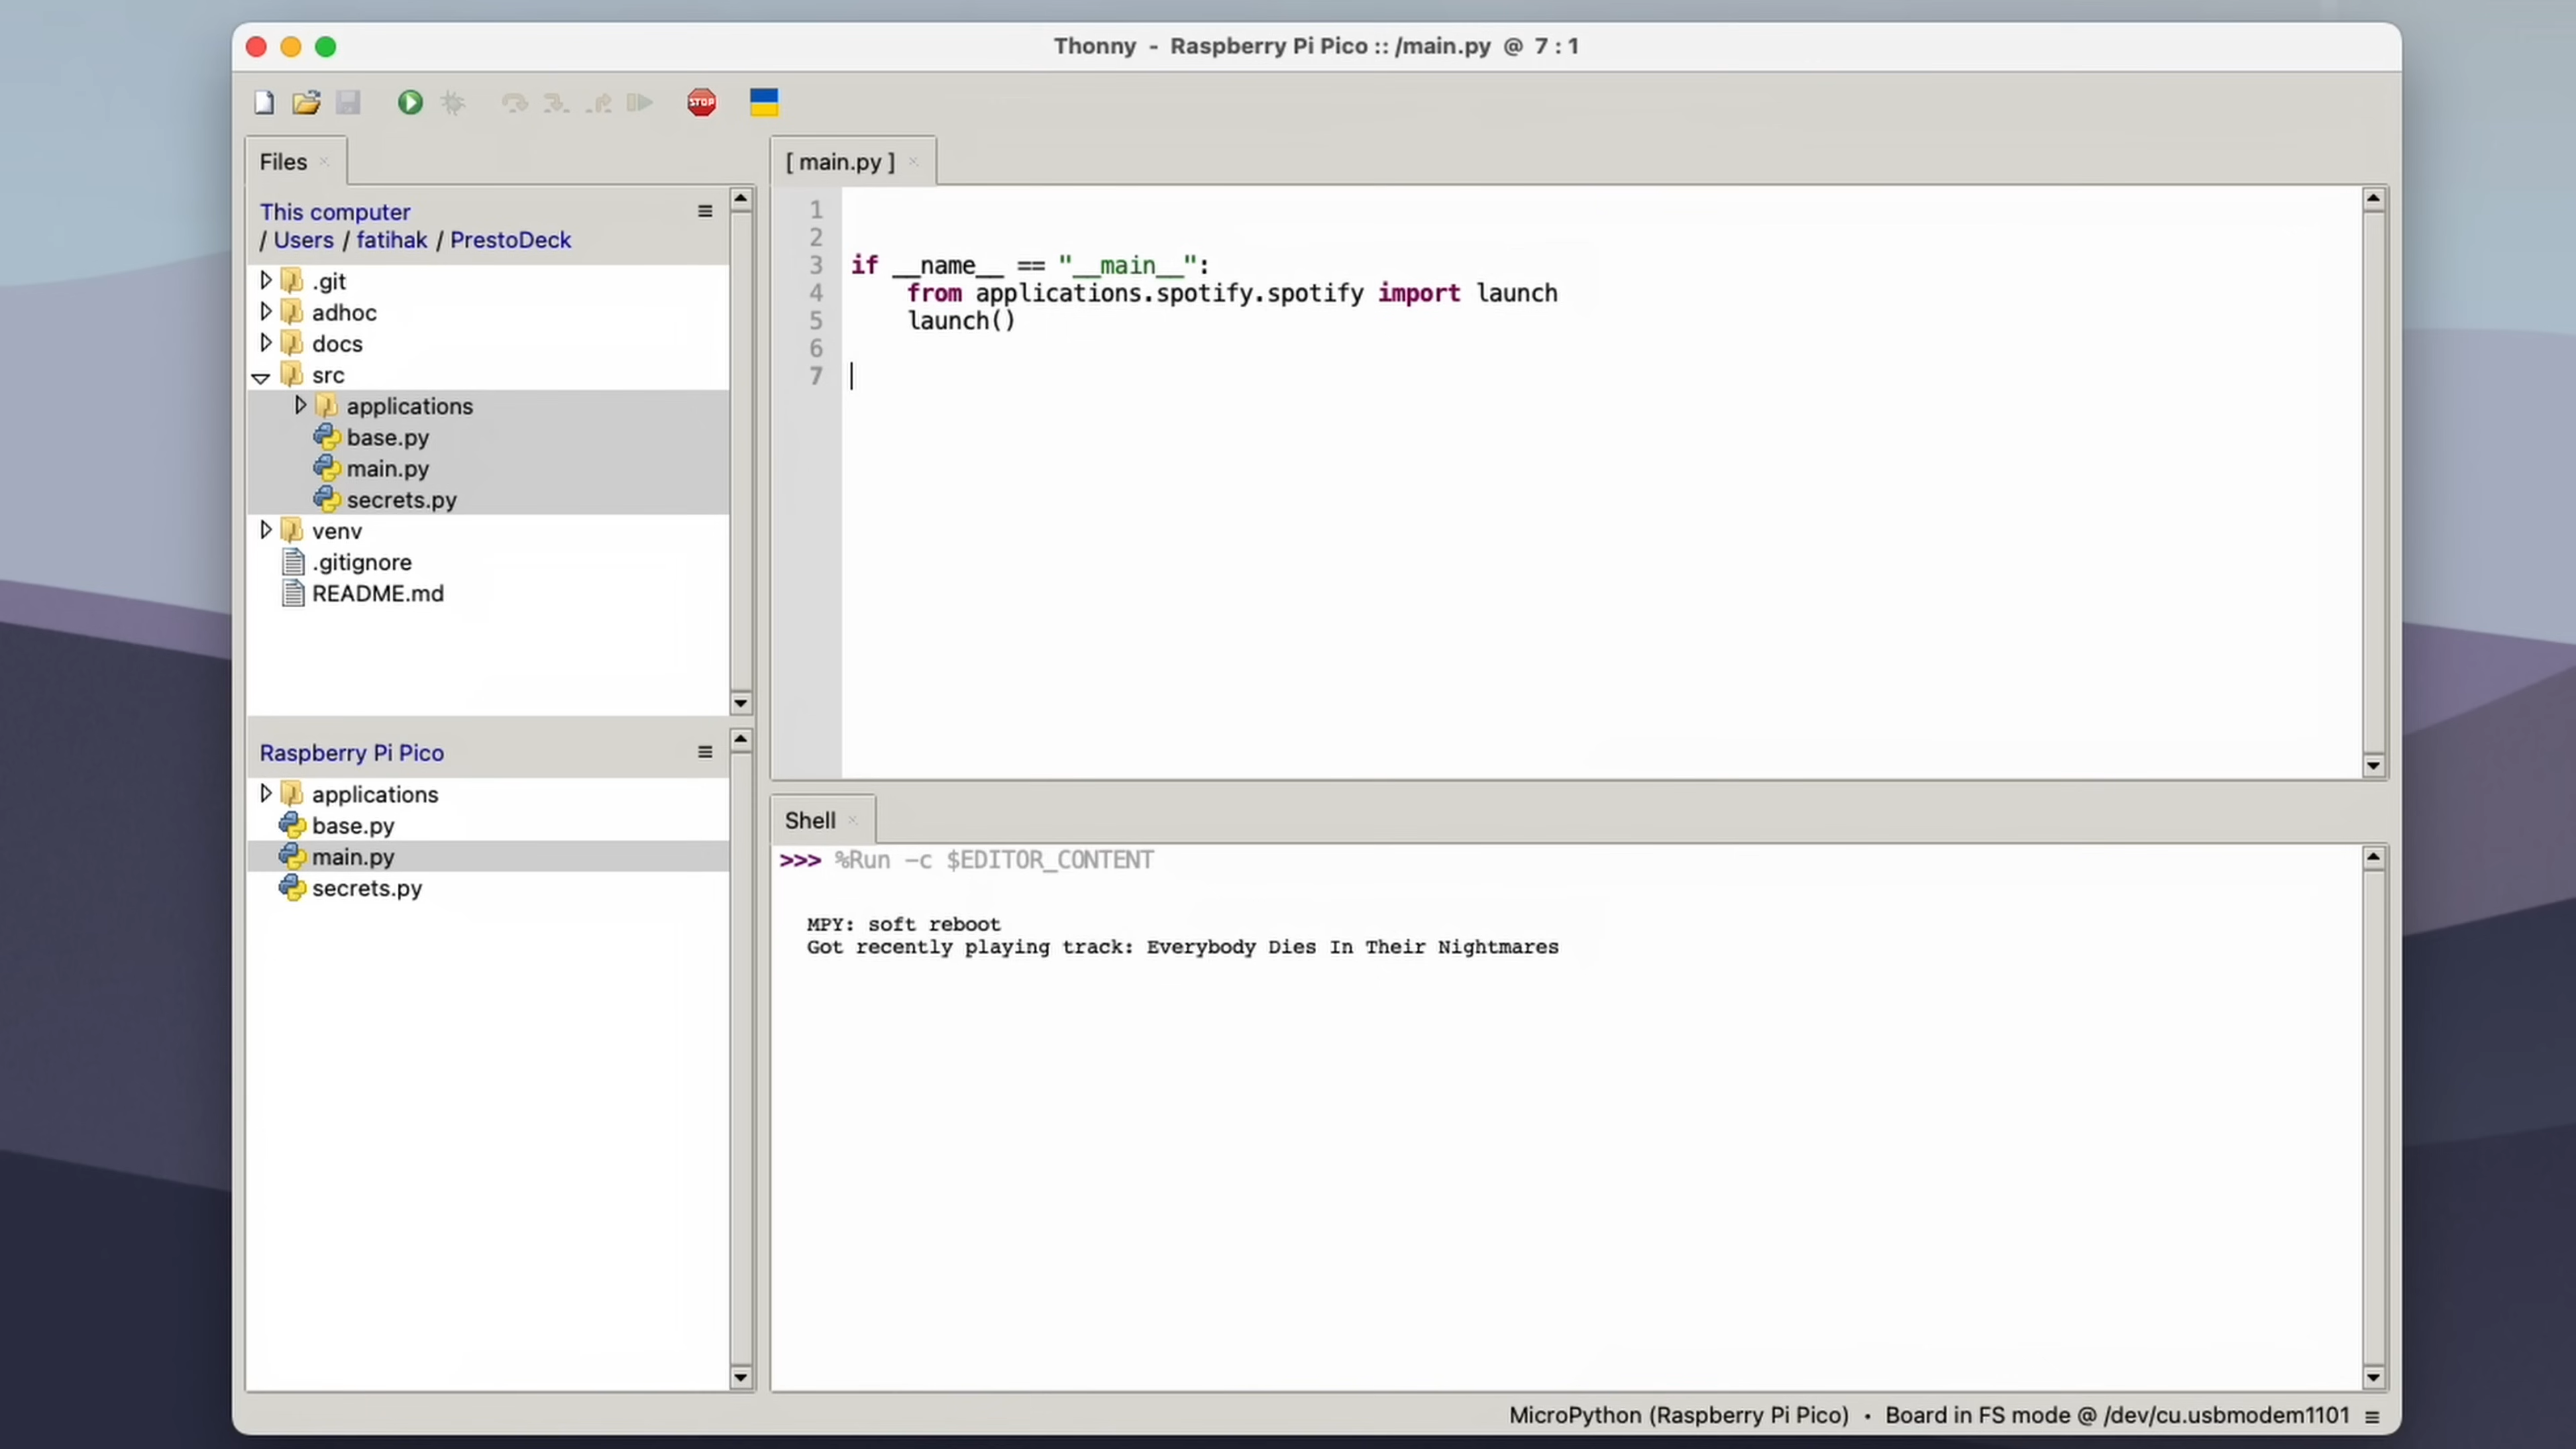 Thonny - Raspberry Pi Pico :: /main.py @ 7 : 1
STOP
Files
This computer
/ Users / fatihak / PrestoDeck
.git
adhoc
docs
src
applications
base.py
main.py
secrets.py
venv
.gitignore
README.md
Raspberry Pi Pico
applications
base.py
main.py
secrets.py
[ main.py ]
1
2
3 if __name__ == "__main__":
4 from applications.spotify.spotify import launch
5 launch()
6
7
Shell
>>> %Run -c $EDITOR_CONTENT
MPY: soft reboot
Got recently playing track: Everybody Dies In Their Nightmares
MicroPython (Raspberry Pi Pico) • Board in FS mode @ /dev/cu.usbmodem1101 ≡